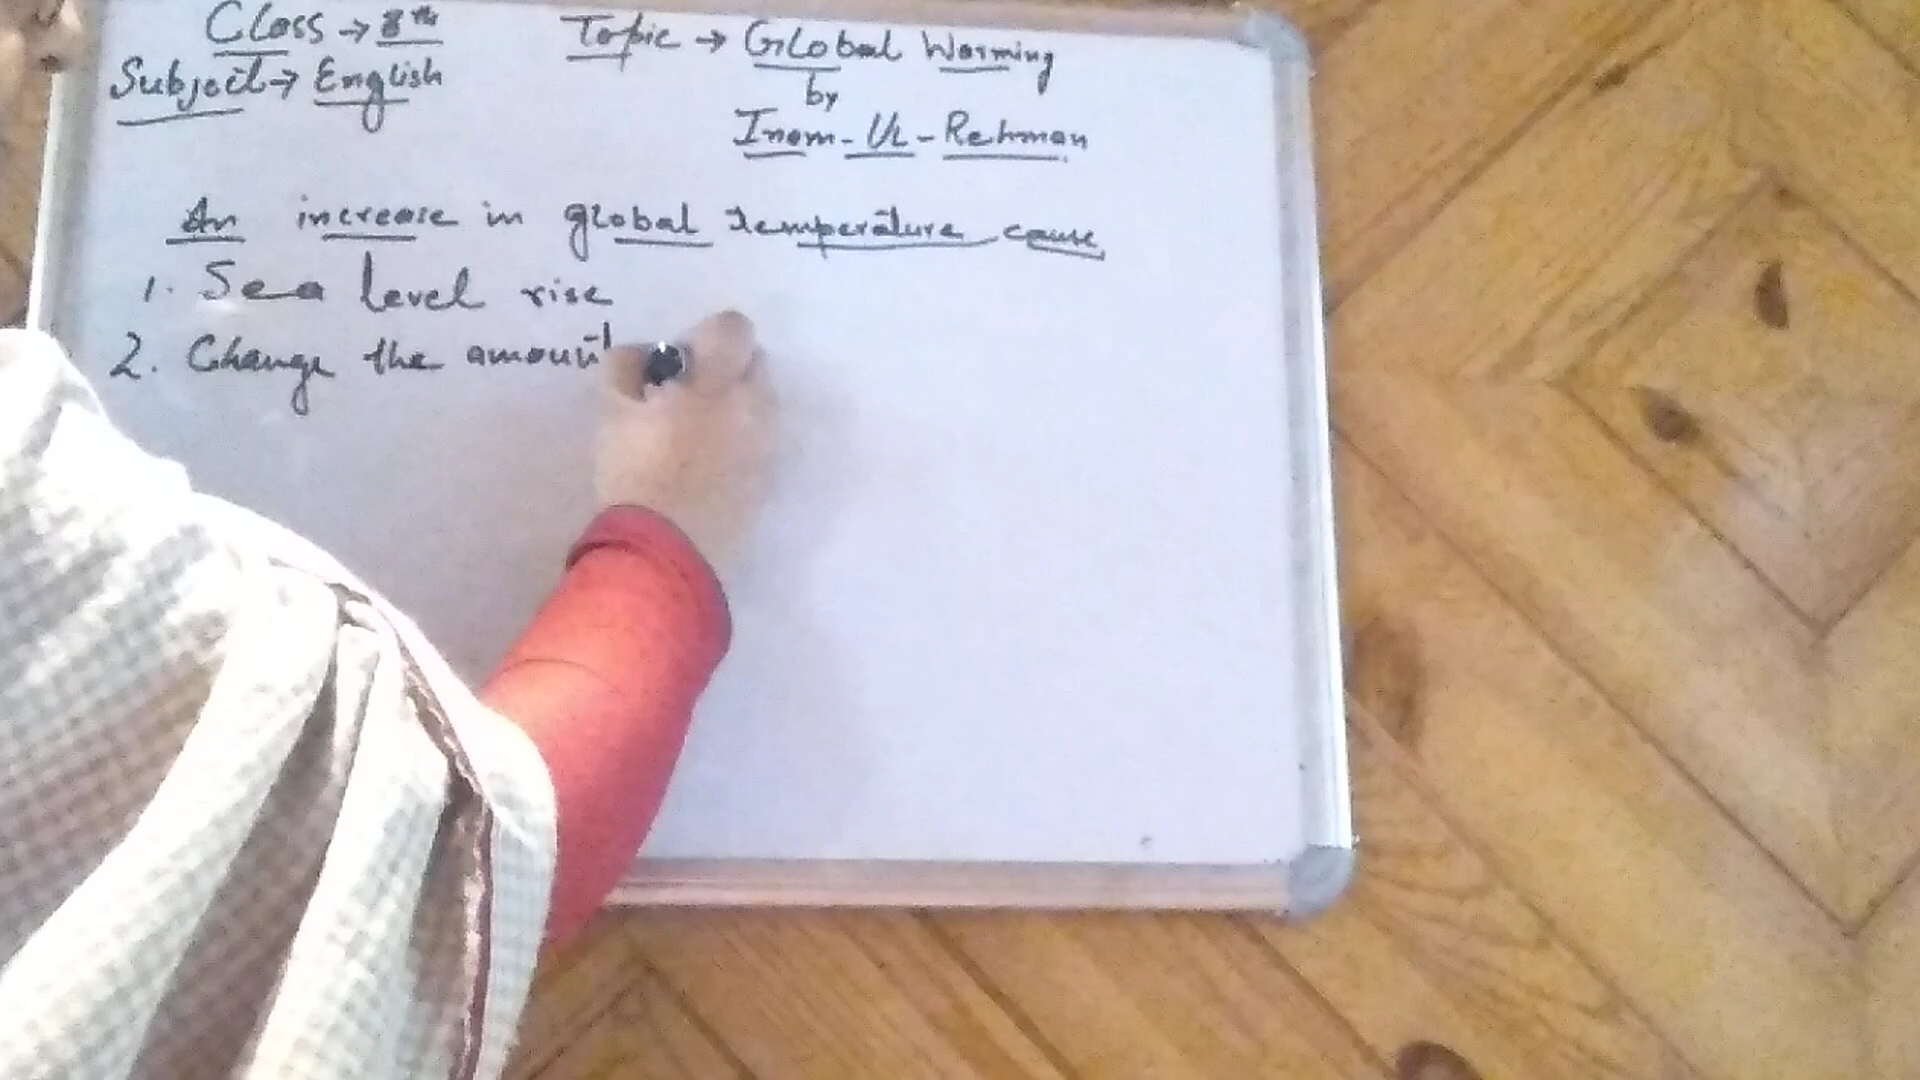 Class → 8th Topic → Global Warming
Subject → English by
Inam-Ul-Rehman
An increase in global temperature cause
1. Sea level rise
2. Change the amount